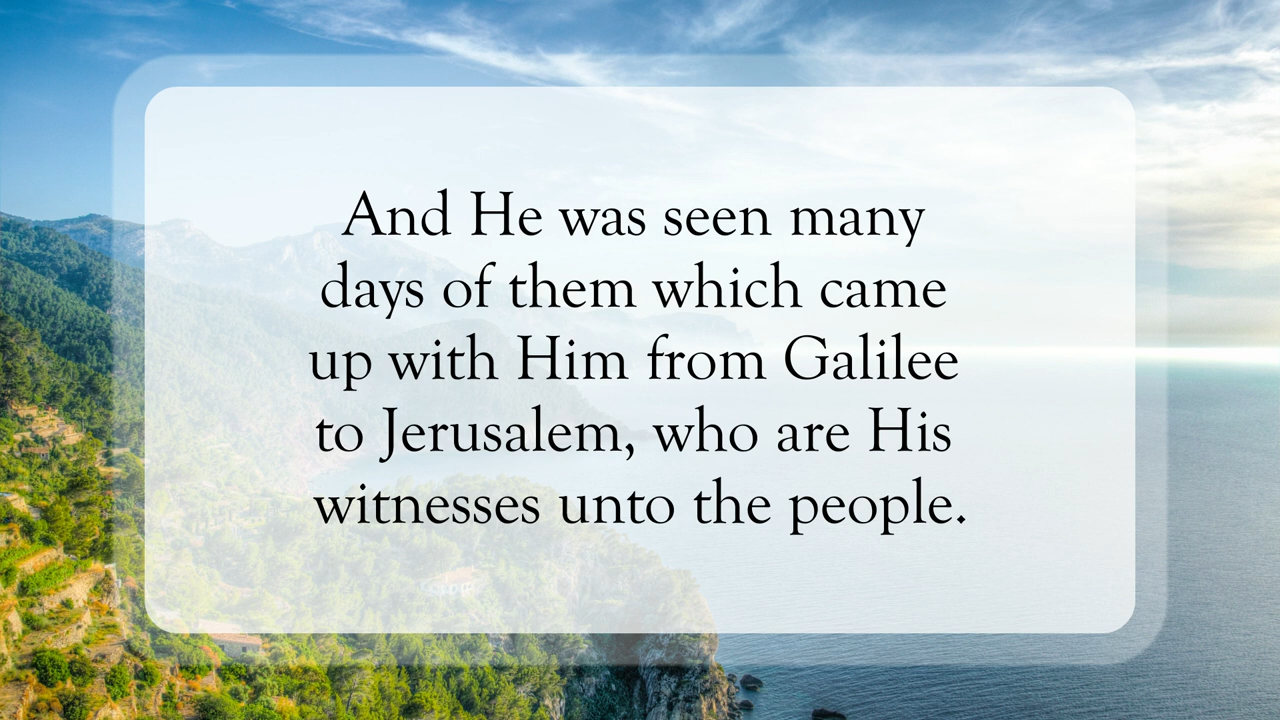 And He was seen many
days of them which came
up with Him from Galilee
to Jerusalem, who are His
witnesses unto the people.